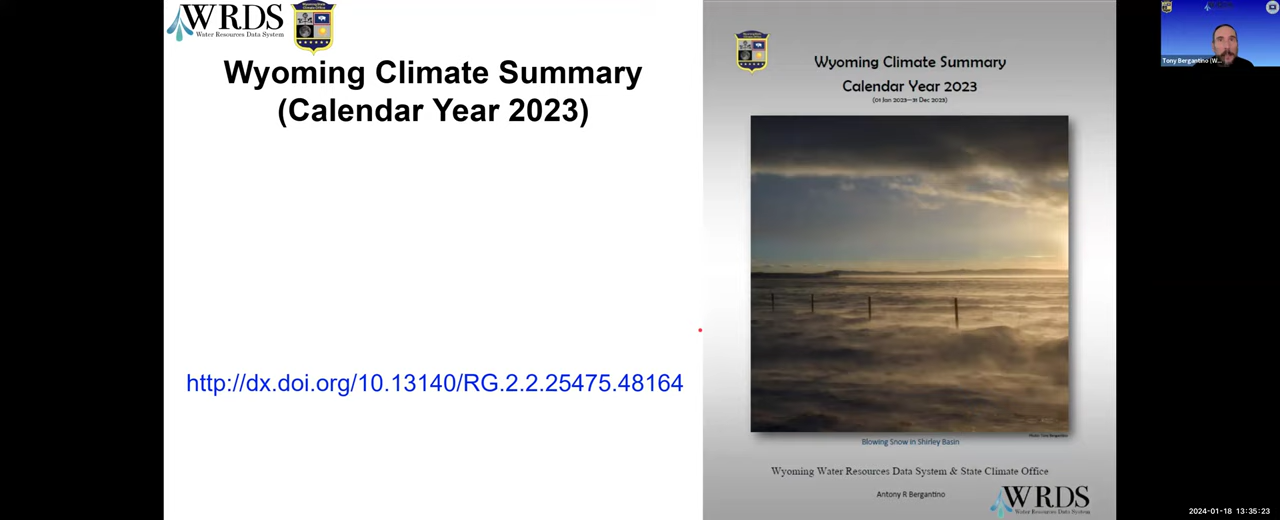 WRDS
Water Resources Data System
Wyoming Climate Summary
(Calendar Year 2023)
http://dx.doi.org/10.13140/RG.2.2.25475.48164
Wyoming Climate Summary
Calendar Year 2023
(01 Jan 2023—31 Dec 2023)
Photo: Tony Bergantino
Blowing Snow in Shirley Basin
Wyoming Water Resources Data System & State Climate Office
Antony R Bergantino
WRDS
Water Resources Data System
Tony Bergantino (W...
2024-01-18 13:35:23